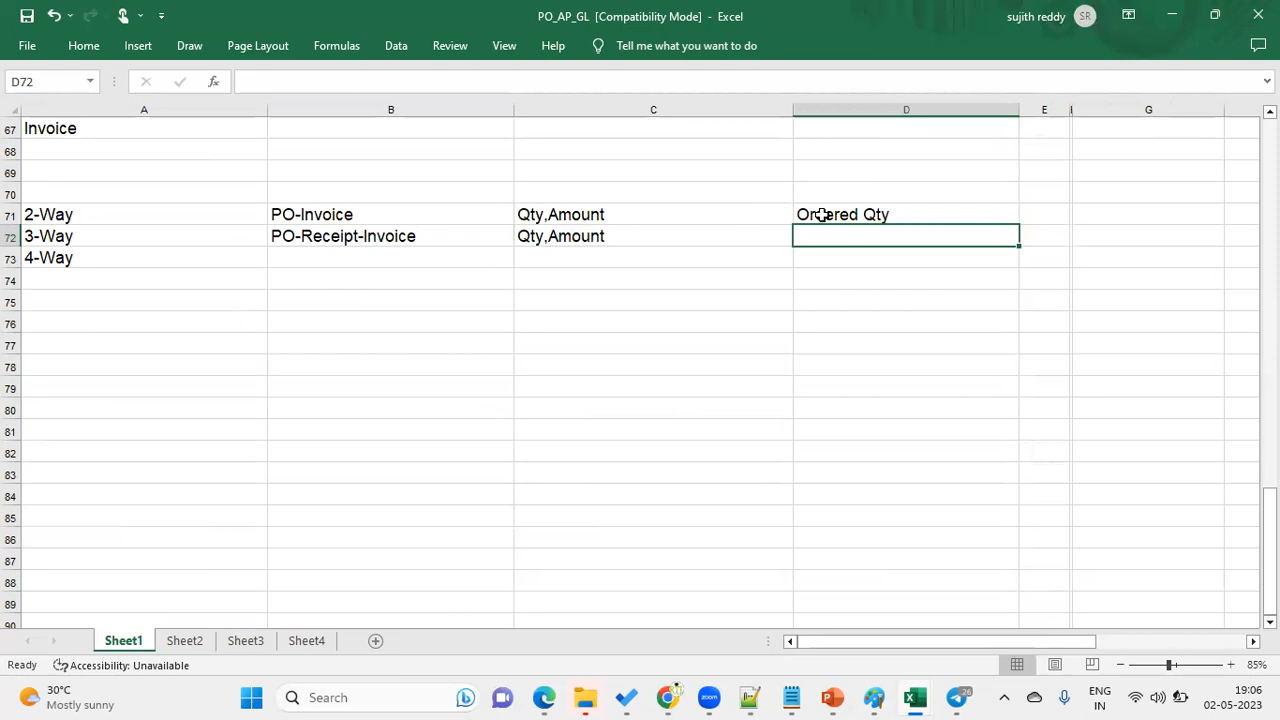 PO_AP_GL [Compatibility Mode] - Excel
sujith reddy SR
File Home Insert Draw Page Layout Formulas Data Review View Help Tell me what you want to do
D72
A B C D E G
67 Invoice
68
69
70
71 2-Way PO-Invoice Qty,Amount Ordered Qty
72 3-Way PO-Receipt-Invoice Qty,Amount
73 4-Way
74
75
76
77
78
79
80
81
82
83
84
85
86
87
88
89
90
Sheet1 Sheet2 Sheet3 Sheet4
Ready Accessibility: Unavailable 85%
30°C
Mostly sunny
Search
zoom
26
ENG
IN
19:06
02-05-2023